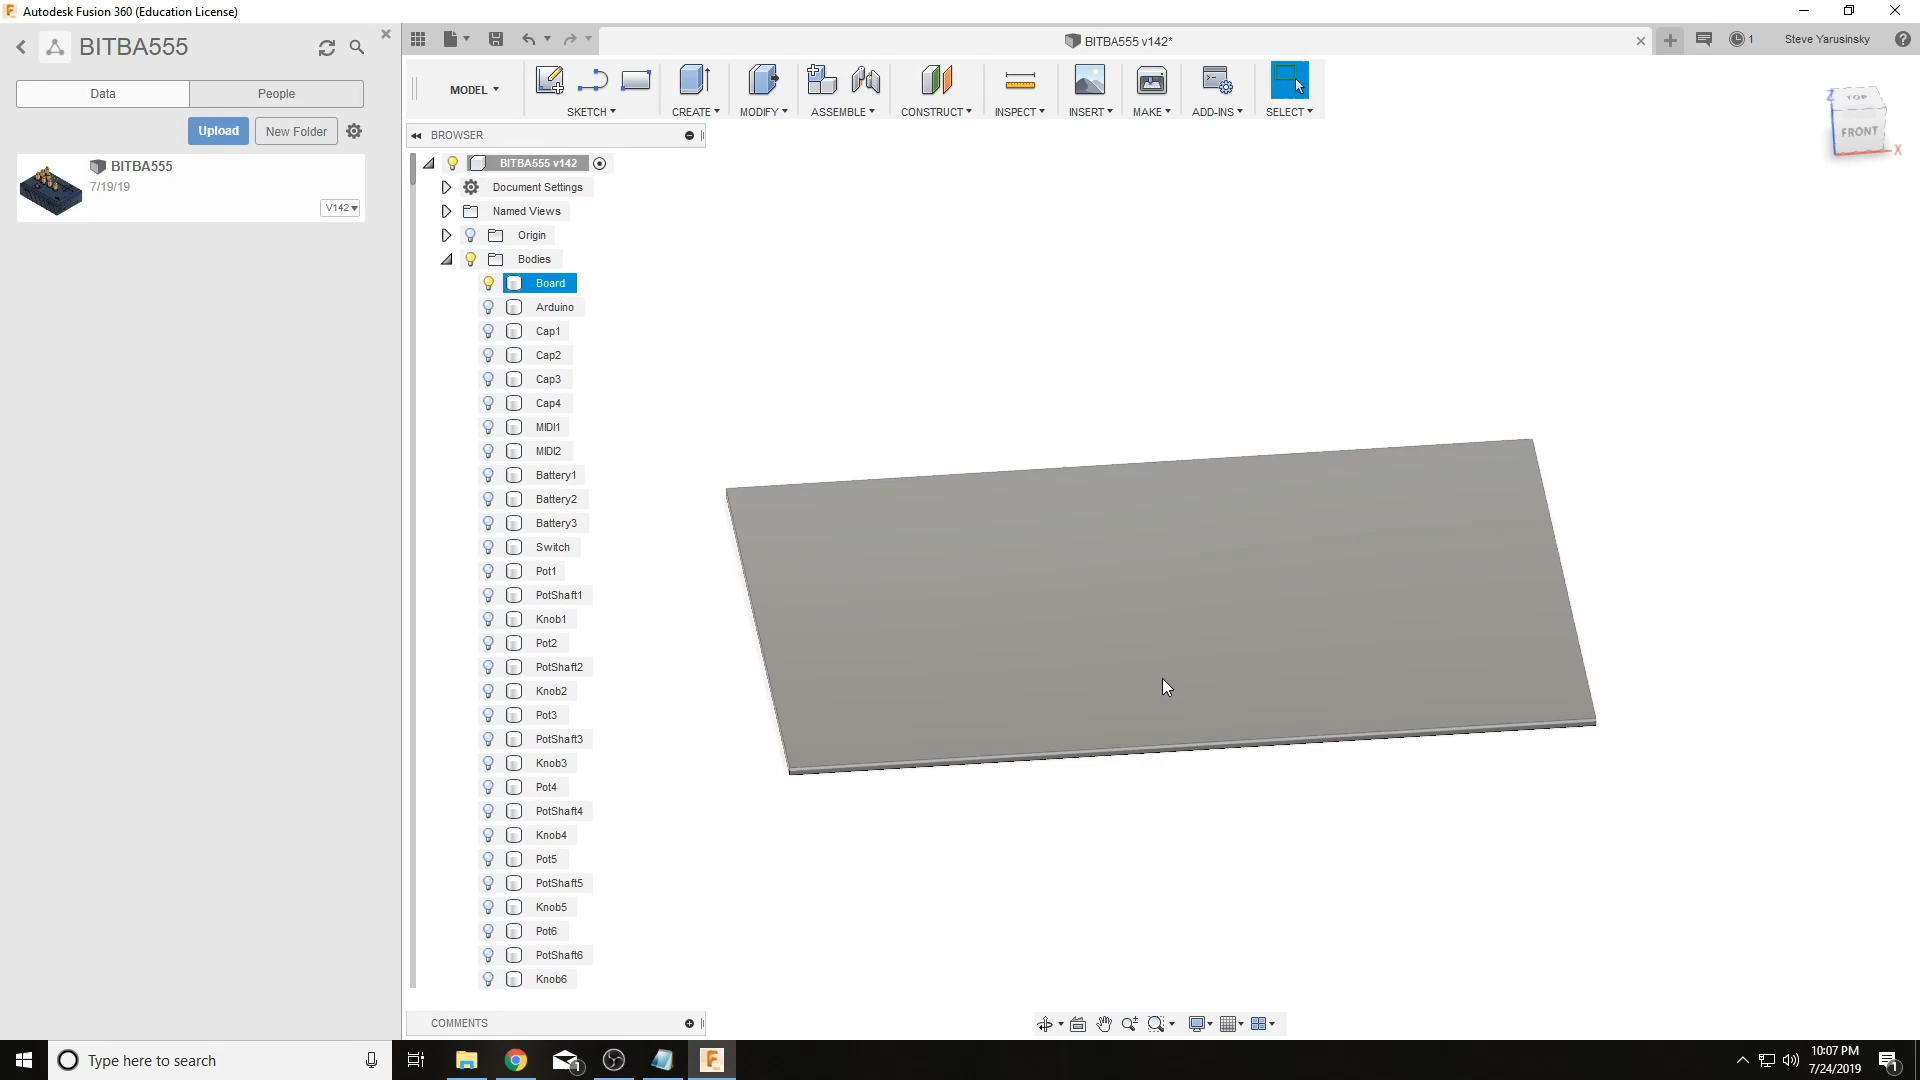 Autodesk Fusion 360 (Education License)
BITBA555
Data
People
Upload
New Folder
BITBA555
7/19/19
V142
BITBA555 v142*
1
Steve Yarusinsky
MODEL
SKETCH
CREATE
MODIFY
ASSEMBLE
CONSTRUCT
INSPECT
INSERT
MAKE
ADD-INS
SELECT
TOP
FRONT
Z
X
BROWSER
BITBA555 v142
Document Settings
Named Views
Origin
Bodies
Board
Arduino
Cap1
Cap2
Cap3
Cap4
MIDI1
MIDI2
Battery1
Battery2
Battery3
Switch
Pot1
PotShaft1
Knob1
Pot2
PotShaft2
Knob2
Pot3
PotShaft3
Knob3
Pot4
PotShaft4
Knob4
Pot5
PotShaft5
Knob5
Pot6
PotShaft6
Knob6
COMMENTS
Type here to search
1
10:07 PM
7/24/2019
1